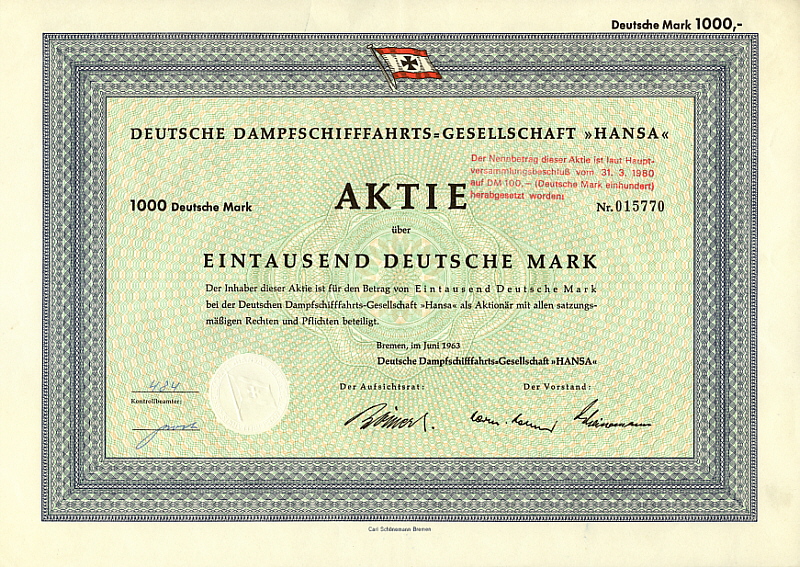 Deutsche Mark 1000,-
DEUTSCHE DAMPFSCHIFFFAHRTS=GESELLSCHAFT »HANSA«
Der Nennbetrag dieser Aktie ist laut Haupt-
versammlungsbeschluß vom 31. 3. 1980
auf DM 100,– (Deutsche Mark einhundert)
herabgesetzt worden:
1000 Deutsche Mark
AKTIE
Nr. 015770
über
EINTAUSEND DEUTSCHE MARK
Der Inhaber dieser Aktie ist für den Betrag von Eintausend Deutsche Mark
bei der Deutschen Dampfschifffahrts-Gesellschaft »Hansa« als Aktionär mit allen satzungs-
mäßigen Rechten und Pflichten beteiligt.
Bremen, im Juni 1963
Deutsche Dampfschifffahrts=Gesellschaft »HANSA«
484
Kontrollbeamter:
Der Aufsichtsrat:
Der Vorstand:
Carl Schünemann Bremen